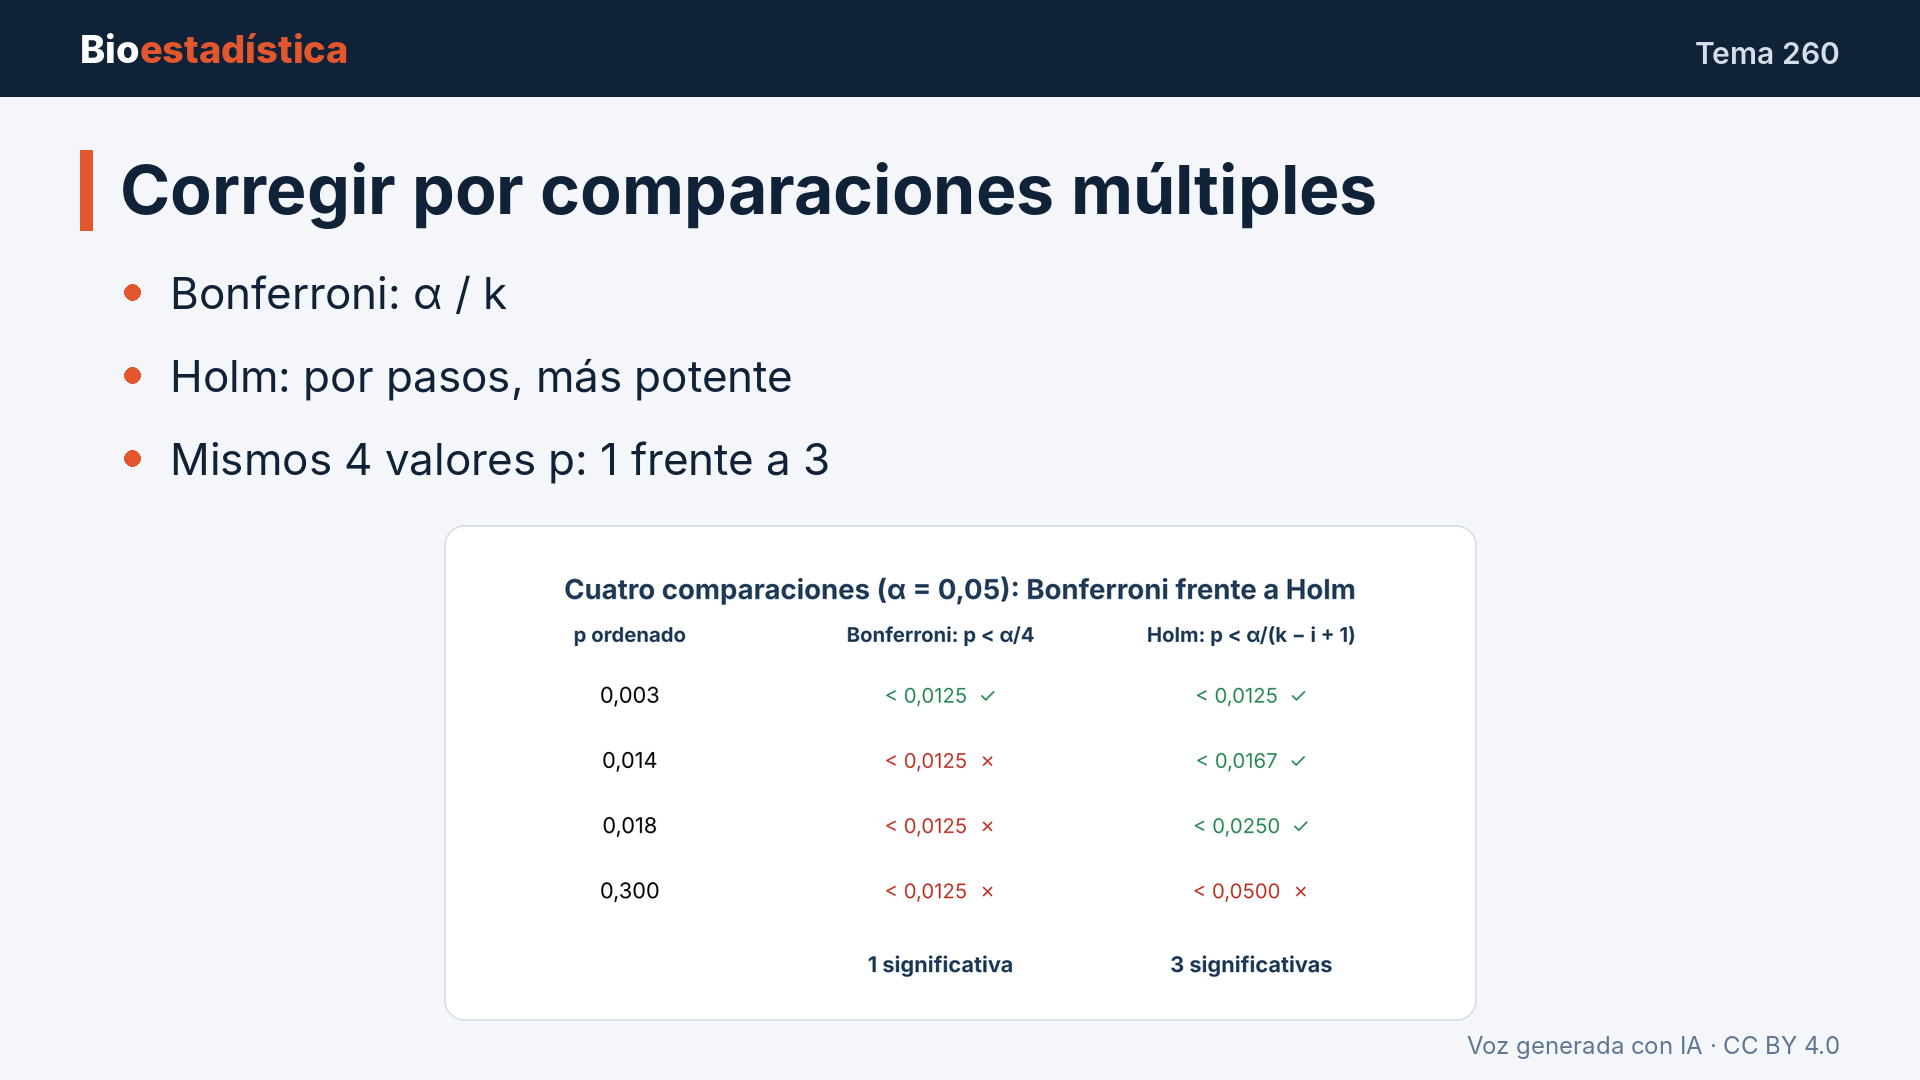 Bioestadística
Tema 260
Corregir por comparaciones múltiples
• Bonferroni: α / k
• Holm: por pasos, más potente
• Mismos 4 valores p: 1 frente a 3
Cuatro comparaciones (α = 0,05): Bonferroni frente a Holm
p ordenado Bonferroni: p < α/4 Holm: p < α/(k − i + 1)
0,003 < 0,0125 ✓ < 0,0125 ✓
0,014 < 0,0125 × < 0,0167 ✓
0,018 < 0,0125 × < 0,0250 ✓
0,300 < 0,0125 × < 0,0500 ×
1 significativa 3 significativas
Voz generada con IA · CC BY 4.0